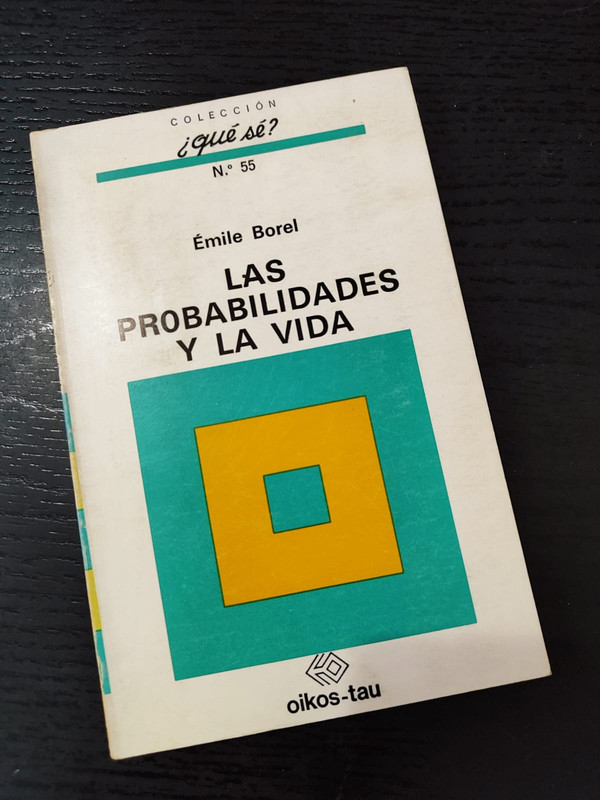 COLECCIÓN
¿qué sé?
N.º 55
Émile Borel
LAS
PROBABILIDADES
Y LA VIDA
oikos-tau